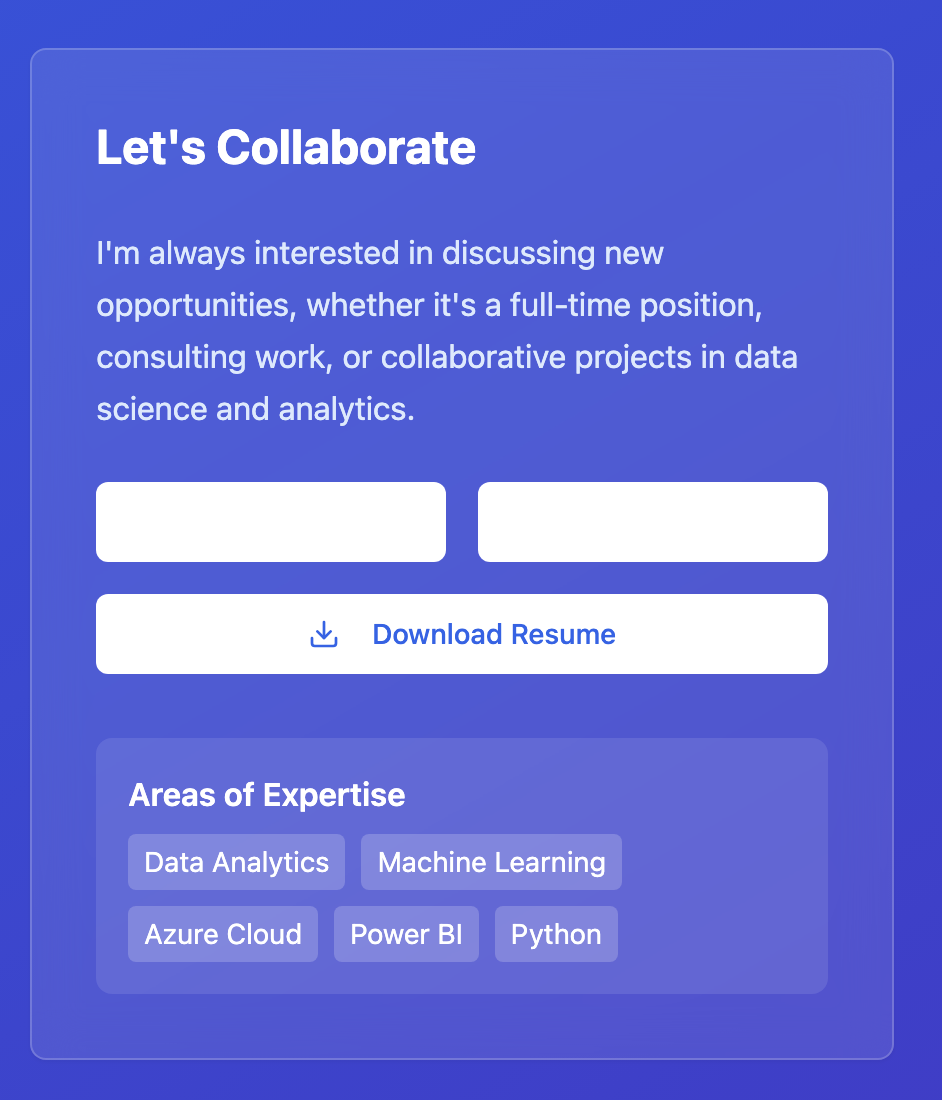 Let's Collaborate
I'm always interested in discussing new
opportunities, whether it's a full-time position,
consulting work, or collaborative projects in data
science and analytics.
Download Resume
Areas of Expertise
Data Analytics Machine Learning
Azure Cloud Power BI Python